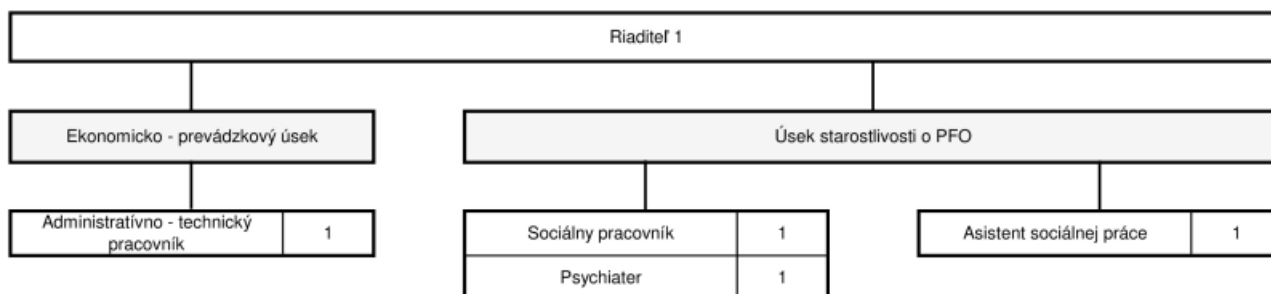 Riaditeľ 1
Ekonomicko - prevádzkový úsek
Úsek starostlivosti o PFO
Administratívno - technický
pracovník
1
Sociálny pracovník
1
Asistent sociálnej práce
1
Psychiater
1